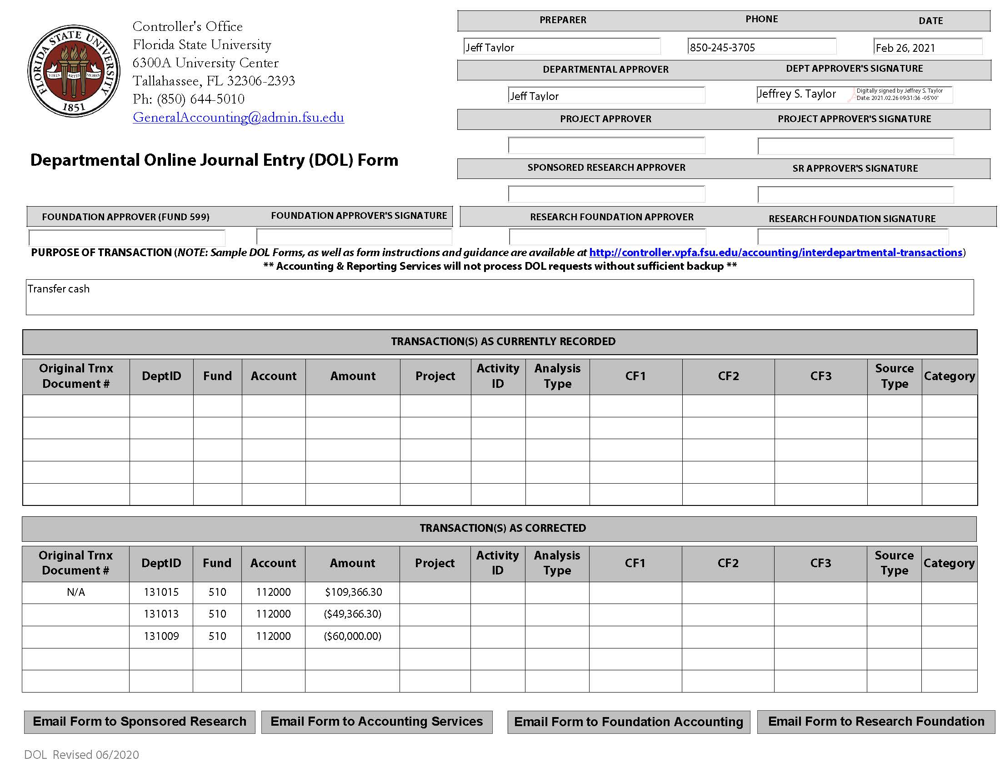 FLORIDA STATE UNIVERSITY
VIRES ARTES MORES
1851
Controller's Office
Florida State University
6300A University Center
Tallahassee, FL 32306-2393
Ph: (850) 644-5010
GeneralAccounting@admin.fsu.edu
Departmental Online Journal Entry (DOL) Form
PREPARER PHONE DATE
Jeff Taylor 850-245-3705 Feb 26, 2021
DEPARTMENTAL APPROVER DEPT APPROVER'S SIGNATURE
Jeff Taylor Jeffrey S. Taylor Digitally signed by Jeffrey S. Taylor
Date: 2021.02.26 09:31:36 -05'00'
PROJECT APPROVER PROJECT APPROVER'S SIGNATURE
SPONSORED RESEARCH APPROVER SR APPROVER'S SIGNATURE
FOUNDATION APPROVER (FUND 599) FOUNDATION APPROVER'S SIGNATURE RESEARCH FOUNDATION APPROVER RESEARCH FOUNDATION SIGNATURE
PURPOSE OF TRANSACTION (NOTE: Sample DOL Forms, as well as form instructions and guidance are available at http://controller.vpfa.fsu.edu/accounting/interdepartmental-transactions)
** Accounting & Reporting Services will not process DOL requests without sufficient backup **
Transfer cash
TRANSACTION(S) AS CURRENTLY RECORDED
Original Trnx Document # DeptID Fund Account Amount Project Activity ID Analysis Type CF1 CF2 CF3 Source Type Category
TRANSACTION(S) AS CORRECTED
Original Trnx Document # DeptID Fund Account Amount Project Activity ID Analysis Type CF1 CF2 CF3 Source Type Category
N/A 131015 510 112000 $109,366.30
131013 510 112000 ($49,366.30)
131009 510 112000 ($60,000.00)
Email Form to Sponsored Research Email Form to Accounting Services Email Form to Foundation Accounting Email Form to Research Foundation
DOL Revised 06/2020